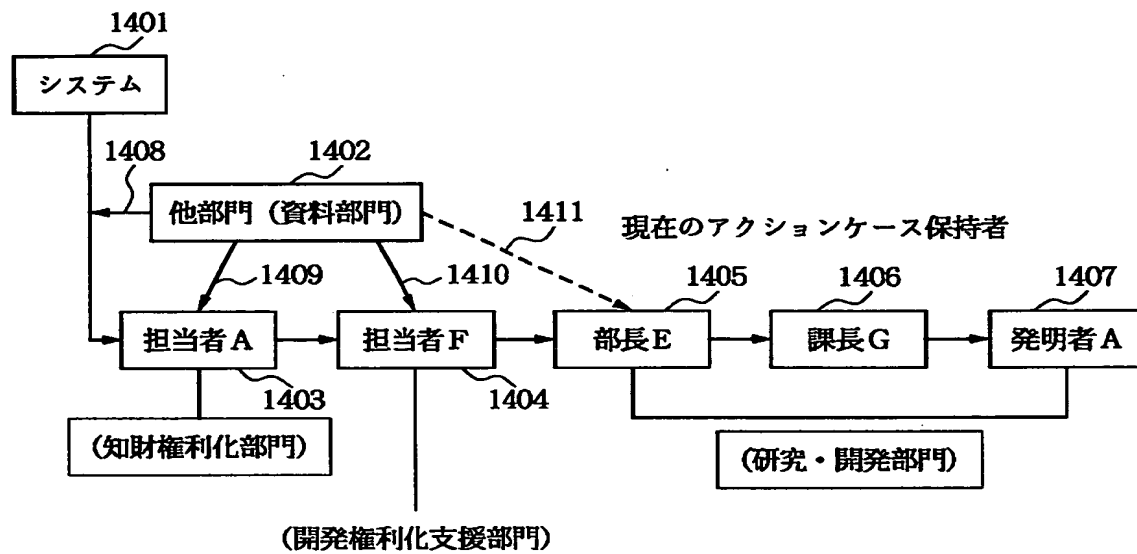 1401
システム
1408
1402
他部門（資料部門）
1411
現在のアクションケース保持者
1409
1410
1405
1406
1407
担当者A
担当者F
部長E
課長G
発明者A
1403
1404
（知財権利化部門）
（研究・開発部門）
（開発権利化支援部門）